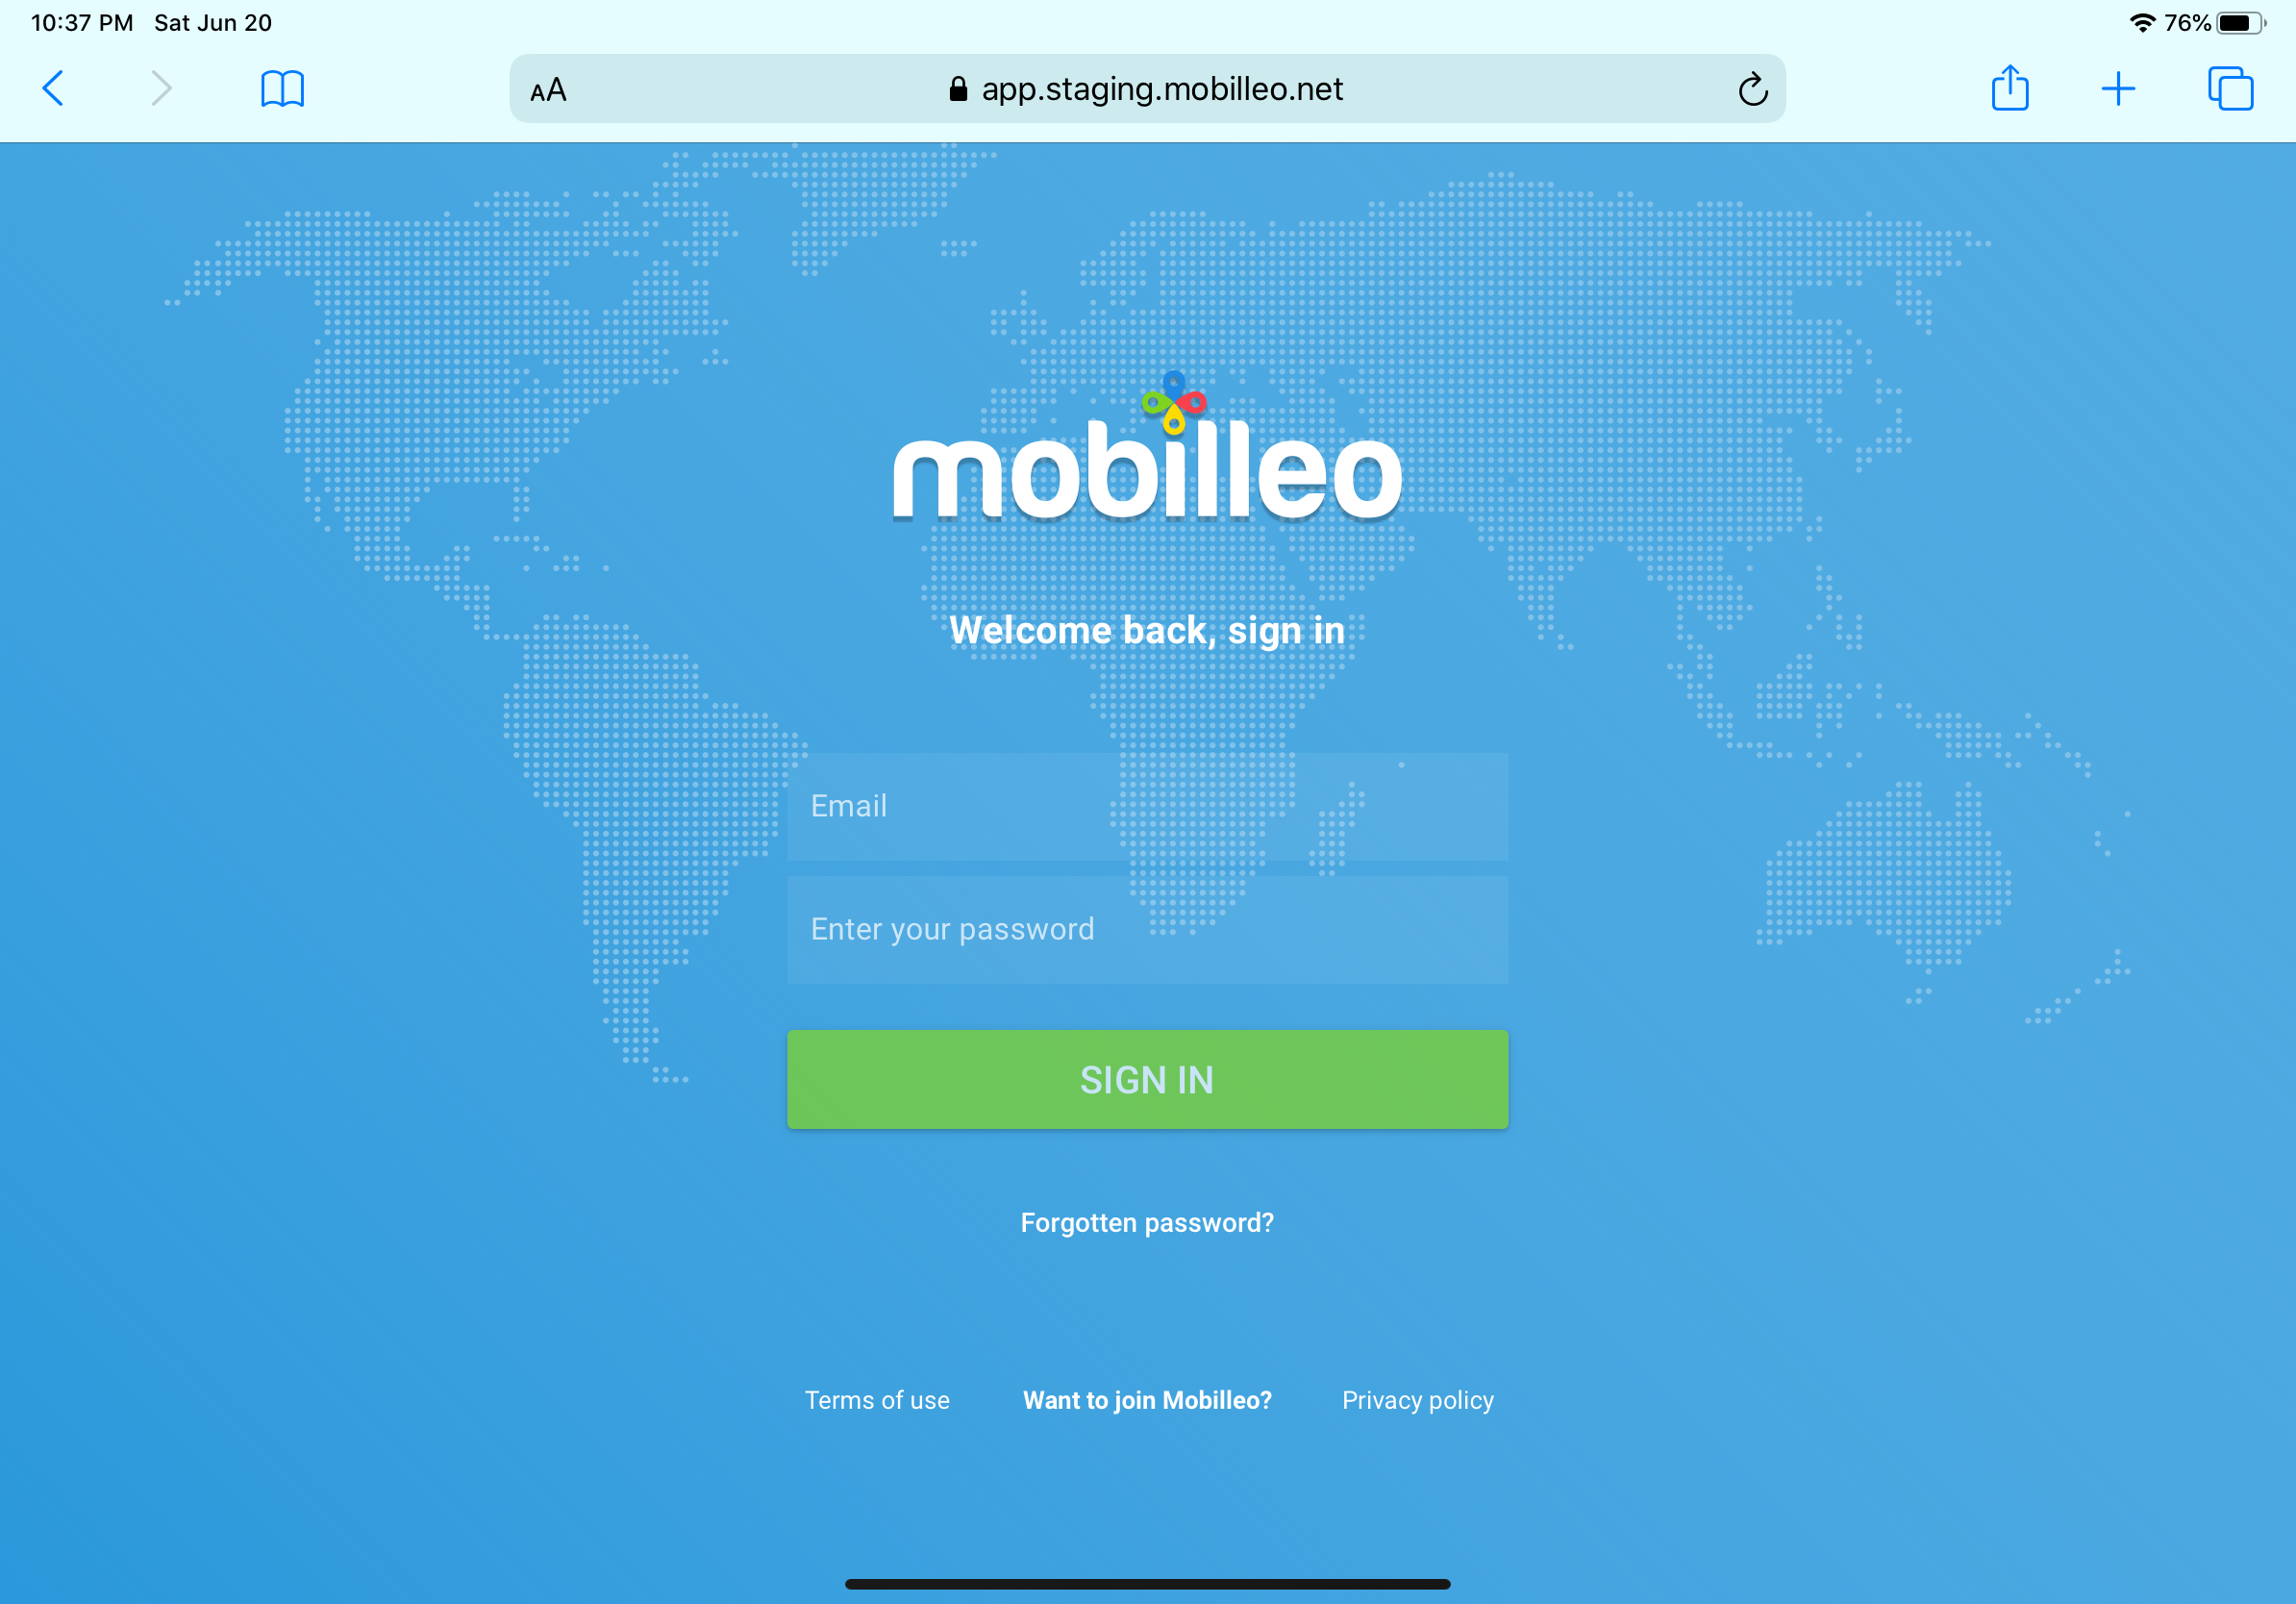 10:37 PM Sat Jun 20 76%
AA app.staging.mobilleo.net
mobilleo
Welcome back, sign in
Email
Enter your password
SIGN IN
Forgotten password?
Terms of use Want to join Mobilleo? Privacy policy